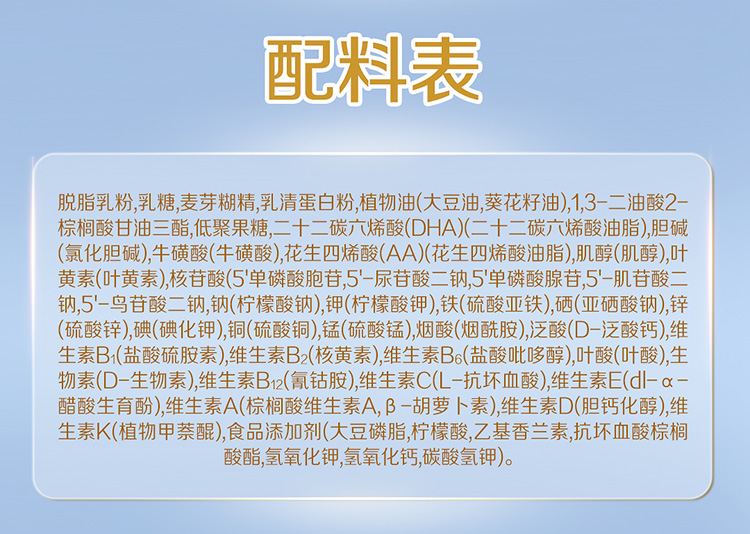 配料表
脱脂乳粉,乳糖,麦芽糊精,乳清蛋白粉,植物油(大豆油,葵花籽油),1,3-二油酸2-
棕榈酸甘油三酯,低聚果糖,二十二碳六烯酸(DHA)(二十二碳六烯酸油脂),胆碱
(氯化胆碱),牛磺酸(牛磺酸),花生四烯酸(AA)(花生四烯酸油脂),肌醇(肌醇),叶
黄素(叶黄素),核苷酸(5'单磷酸胞苷,5'-尿苷酸二钠,5'单磷酸腺苷,5'-肌苷酸二
钠,5'-鸟苷酸二钠,钠(柠檬酸钠),钾(柠檬酸钾),铁(硫酸亚铁),硒(亚硒酸钠),锌
(硫酸锌),碘(碘化钾),铜(硫酸铜),锰(硫酸锰),烟酸(烟酰胺),泛酸(D-泛酸钙),维
生素B₁(盐酸硫胺素),维生素B₂(核黄素),维生素B₆(盐酸吡哆醇),叶酸(叶酸),生
物素(D-生物素),维生素B₁₂(氰钴胺),维生素C(L-抗坏血酸),维生素E(dl-α-
醋酸生育酚),维生素A(棕榈酸维生素A,β-胡萝卜素),维生素D(胆钙化醇),维
生素K(植物甲萘醌),食品添加剂(大豆磷脂,柠檬酸,乙基香兰素,抗坏血酸棕榈
酸酯,氢氧化钾,氢氧化钙,碳酸氢钾)。